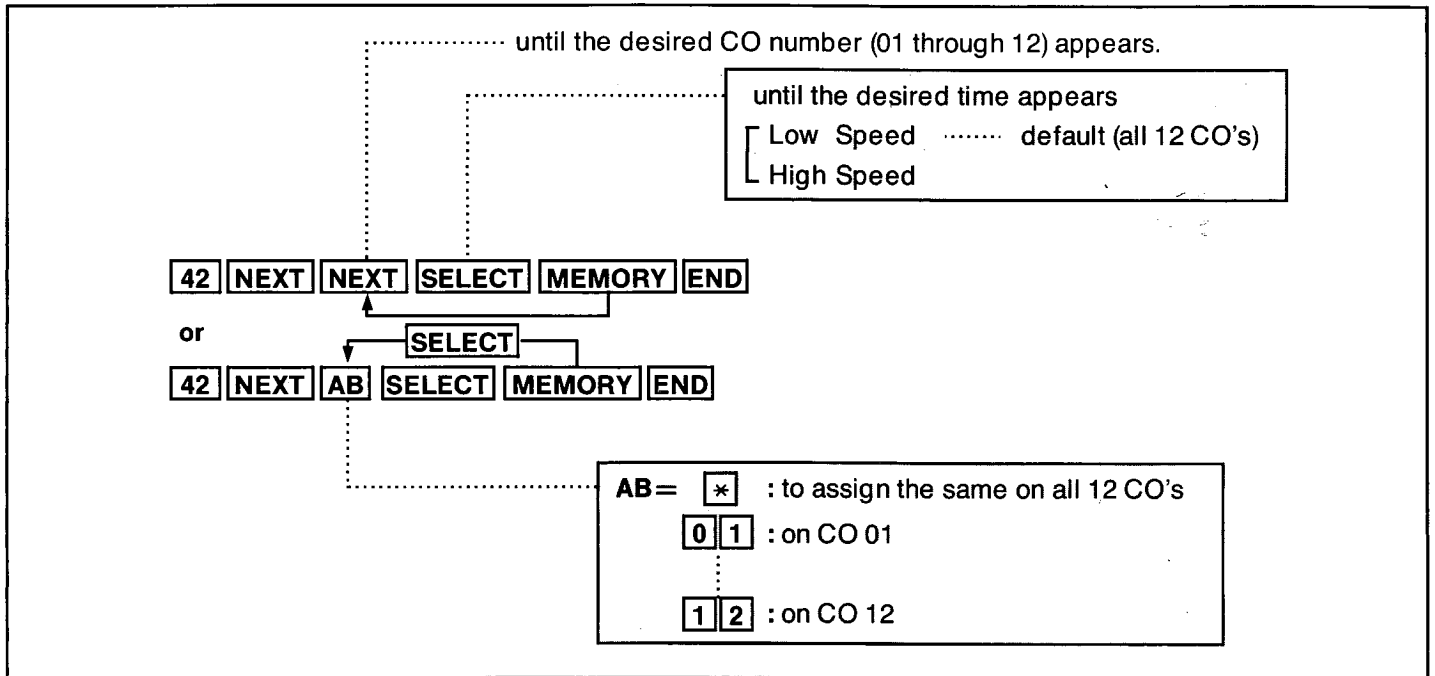 until the desired CO number (01 through 12) appears.
until the desired time appears
Low Speed ········ default (all 12 CO's)
High Speed
42 NEXT NEXT SELECT MEMORY END
or
SELECT
42 NEXT AB SELECT MEMORY END
AB= * : to assign the same on all 12 CO's
0 1 : on CO 01
1 2 : on CO 12